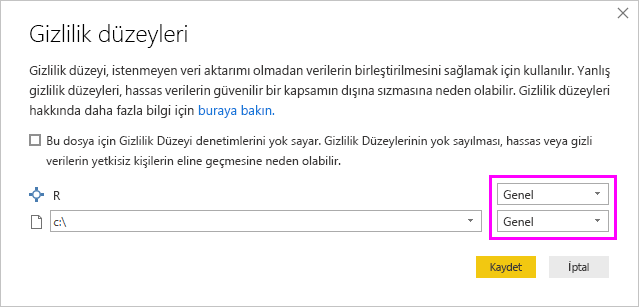 Gizlilik düzeyleri
Gizlilik düzeyi, istenmeyen veri aktarımı olmadan verilerin birleştirilmesini sağlamak için kullanılır. Yanlış
gizlilik düzeyleri, hassas verilerin güvenilir bir kapsamın dışına sızmasına neden olabilir. Gizlilik düzeyleri
hakkında daha fazla bilgi için buraya bakın.
Bu dosya için Gizlilik Düzeyi denetimlerini yok sayar. Gizlilik Düzeylerinin yok sayılması, hassas veya gizli
verilerin yetkisiz kişilerin eline geçmesine neden olabilir.
R Genel
c:\ Genel
Kaydet İptal